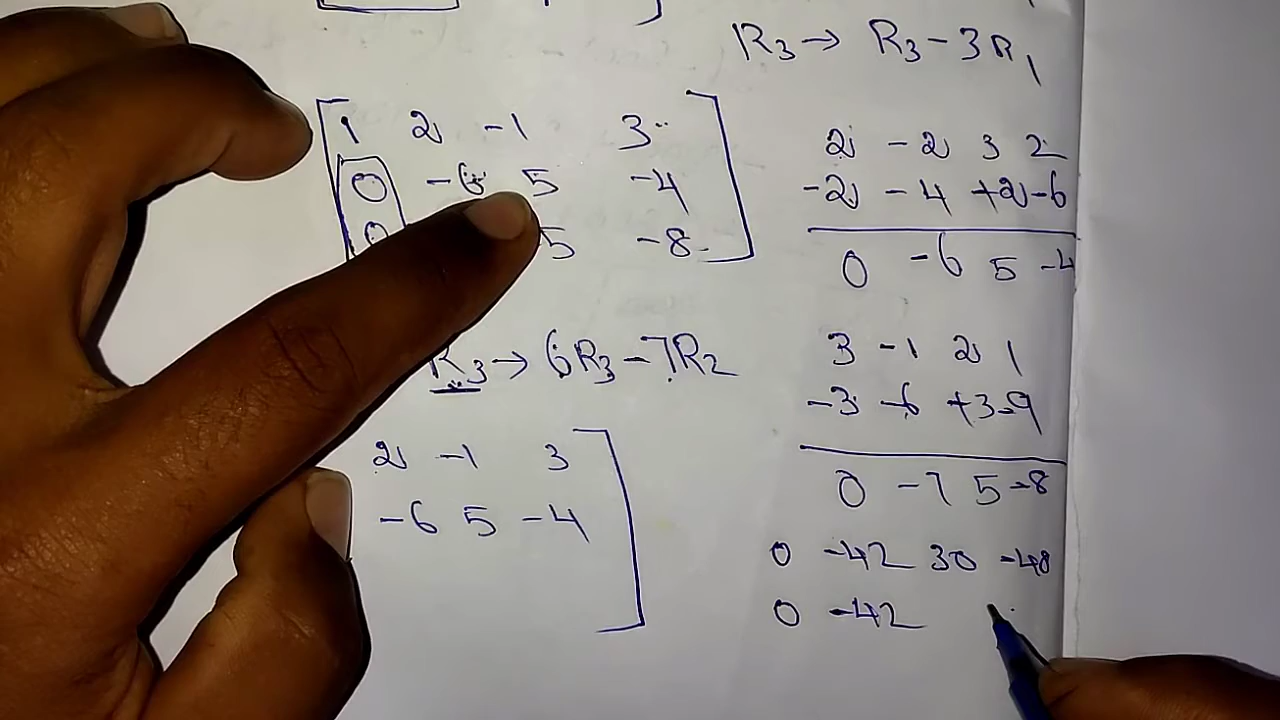 R3 → R3 - 3R1
1 2 -1 3
0 -6 5 -4
0 5 -8
R3 → 6R3 - 7R2
2 -1 3
-6 5 -4
2 -2 3 2
-2 -4 +2 -6
0 -6 5 -4
3 -1 2 1
-3 -6 +3 -9
0 -7 5 -8
0 -42 30 -48
0 -42